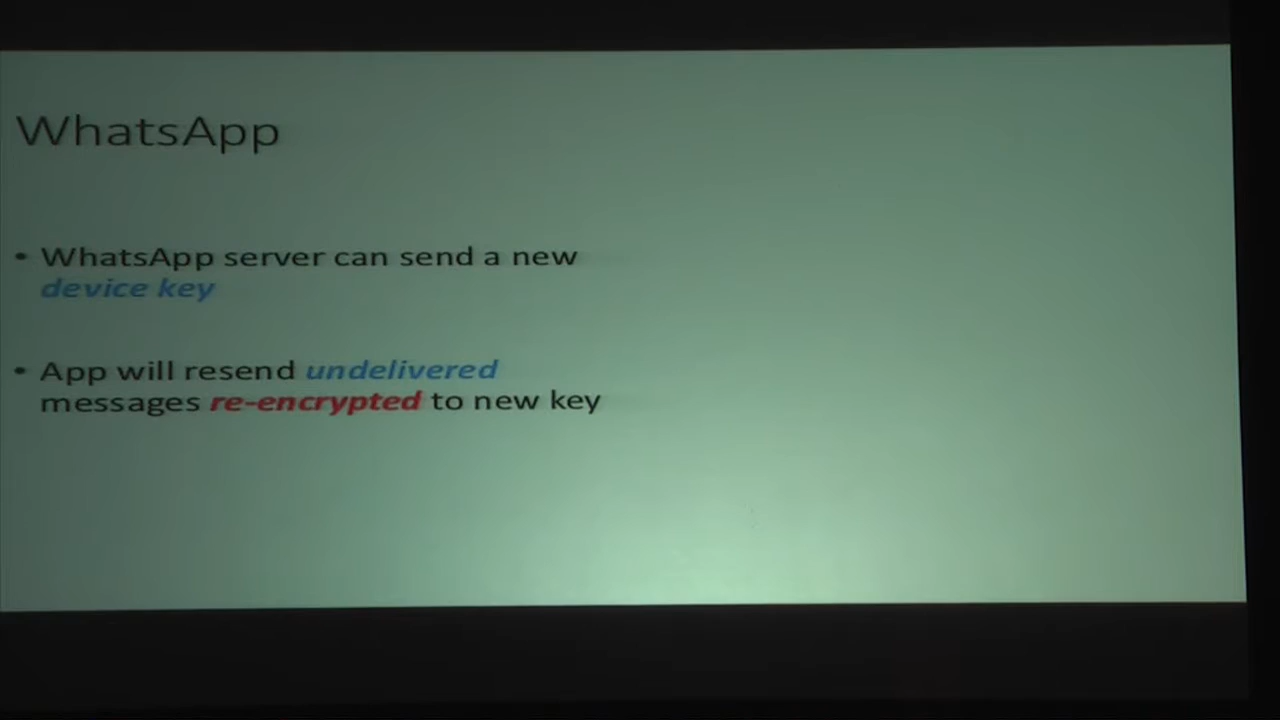 WhatsApp
• WhatsApp server can send a new
device key
• App will resend undelivered
messages re-encrypted to new key